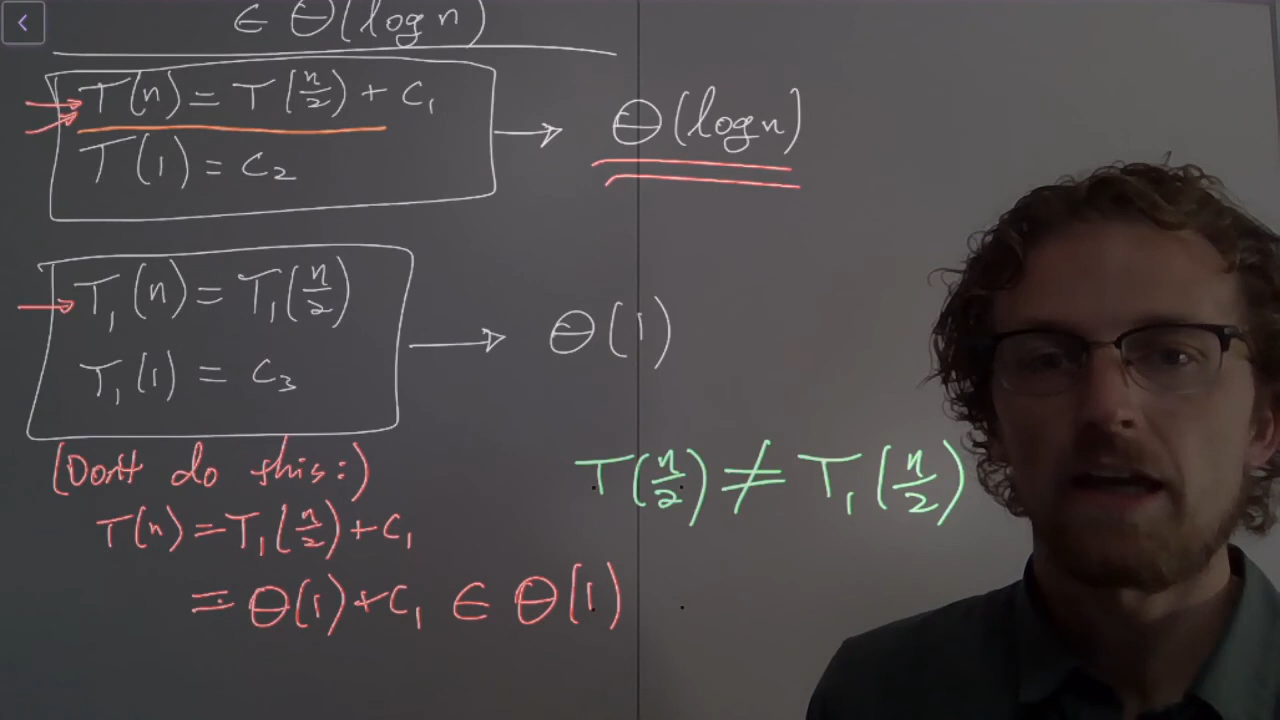 ∈ Θ(log n)
T(n) = T(n/2) + C₁
T(1) = C₂
→ Θ(log n)
T₁(n) = T₁(n/2)
T₁(1) = C₃
→ Θ(1)
(Don't do this:)
T(n) = T₁(n/2) + C₁
= Θ(1) + C₁ ∈ Θ(1)
T(n/2) ≠ T₁(n/2)